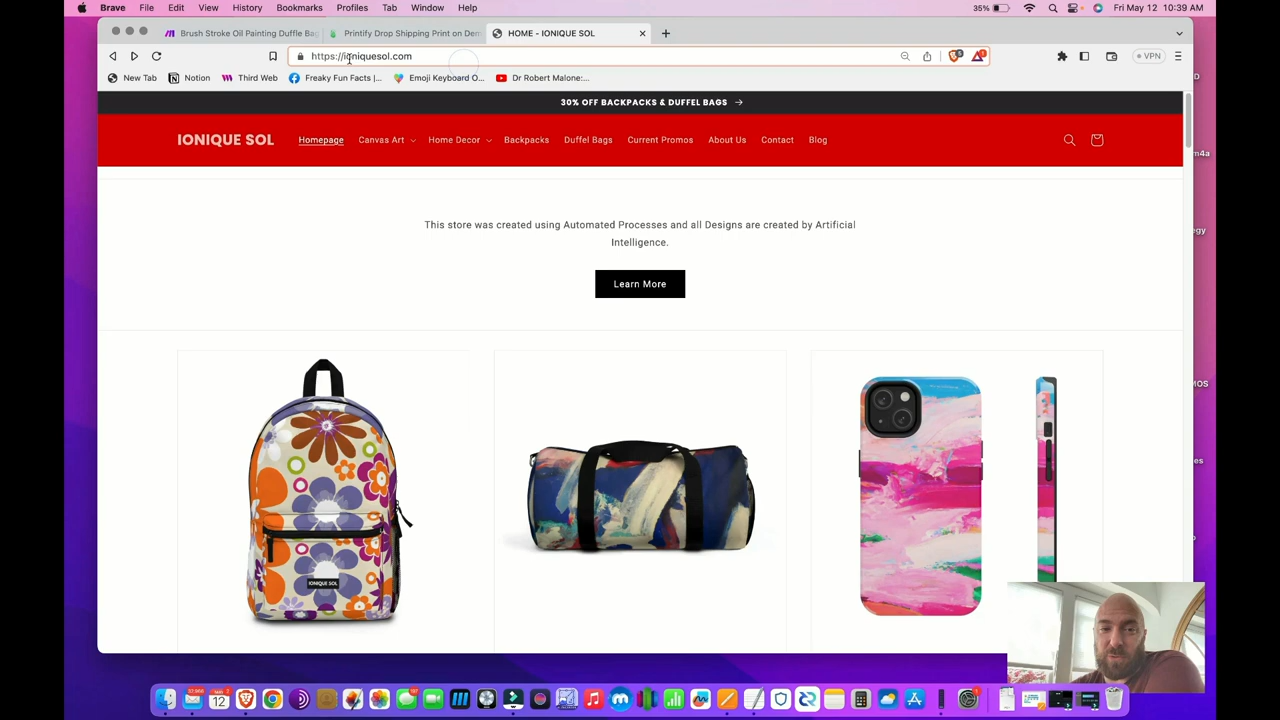 Brave File Edit View History Bookmarks Profiles Tab Window Help 35% Fri May 12 10:39 AM
Brush Stroke Oil Painting Duffle Bag Printify Drop Shipping Print on Dem HOME - IONIQUE SOL
https://ioniquesol.com VPN
New Tab Notion Third Web Freaky Fun Facts |... Emoji Keyboard O... Dr Robert Malone:...
30% OFF BACKPACKS & DUFFEL BAGS →
IONIQUE SOL Homepage Canvas Art Home Decor Backpacks Duffel Bags Current Promos About Us Contact Blog
This store was created using Automated Processes and all Designs are created by Artificial
Intelligence.
Learn More
IONIQUE SOL
m4a
egy
MOS
es